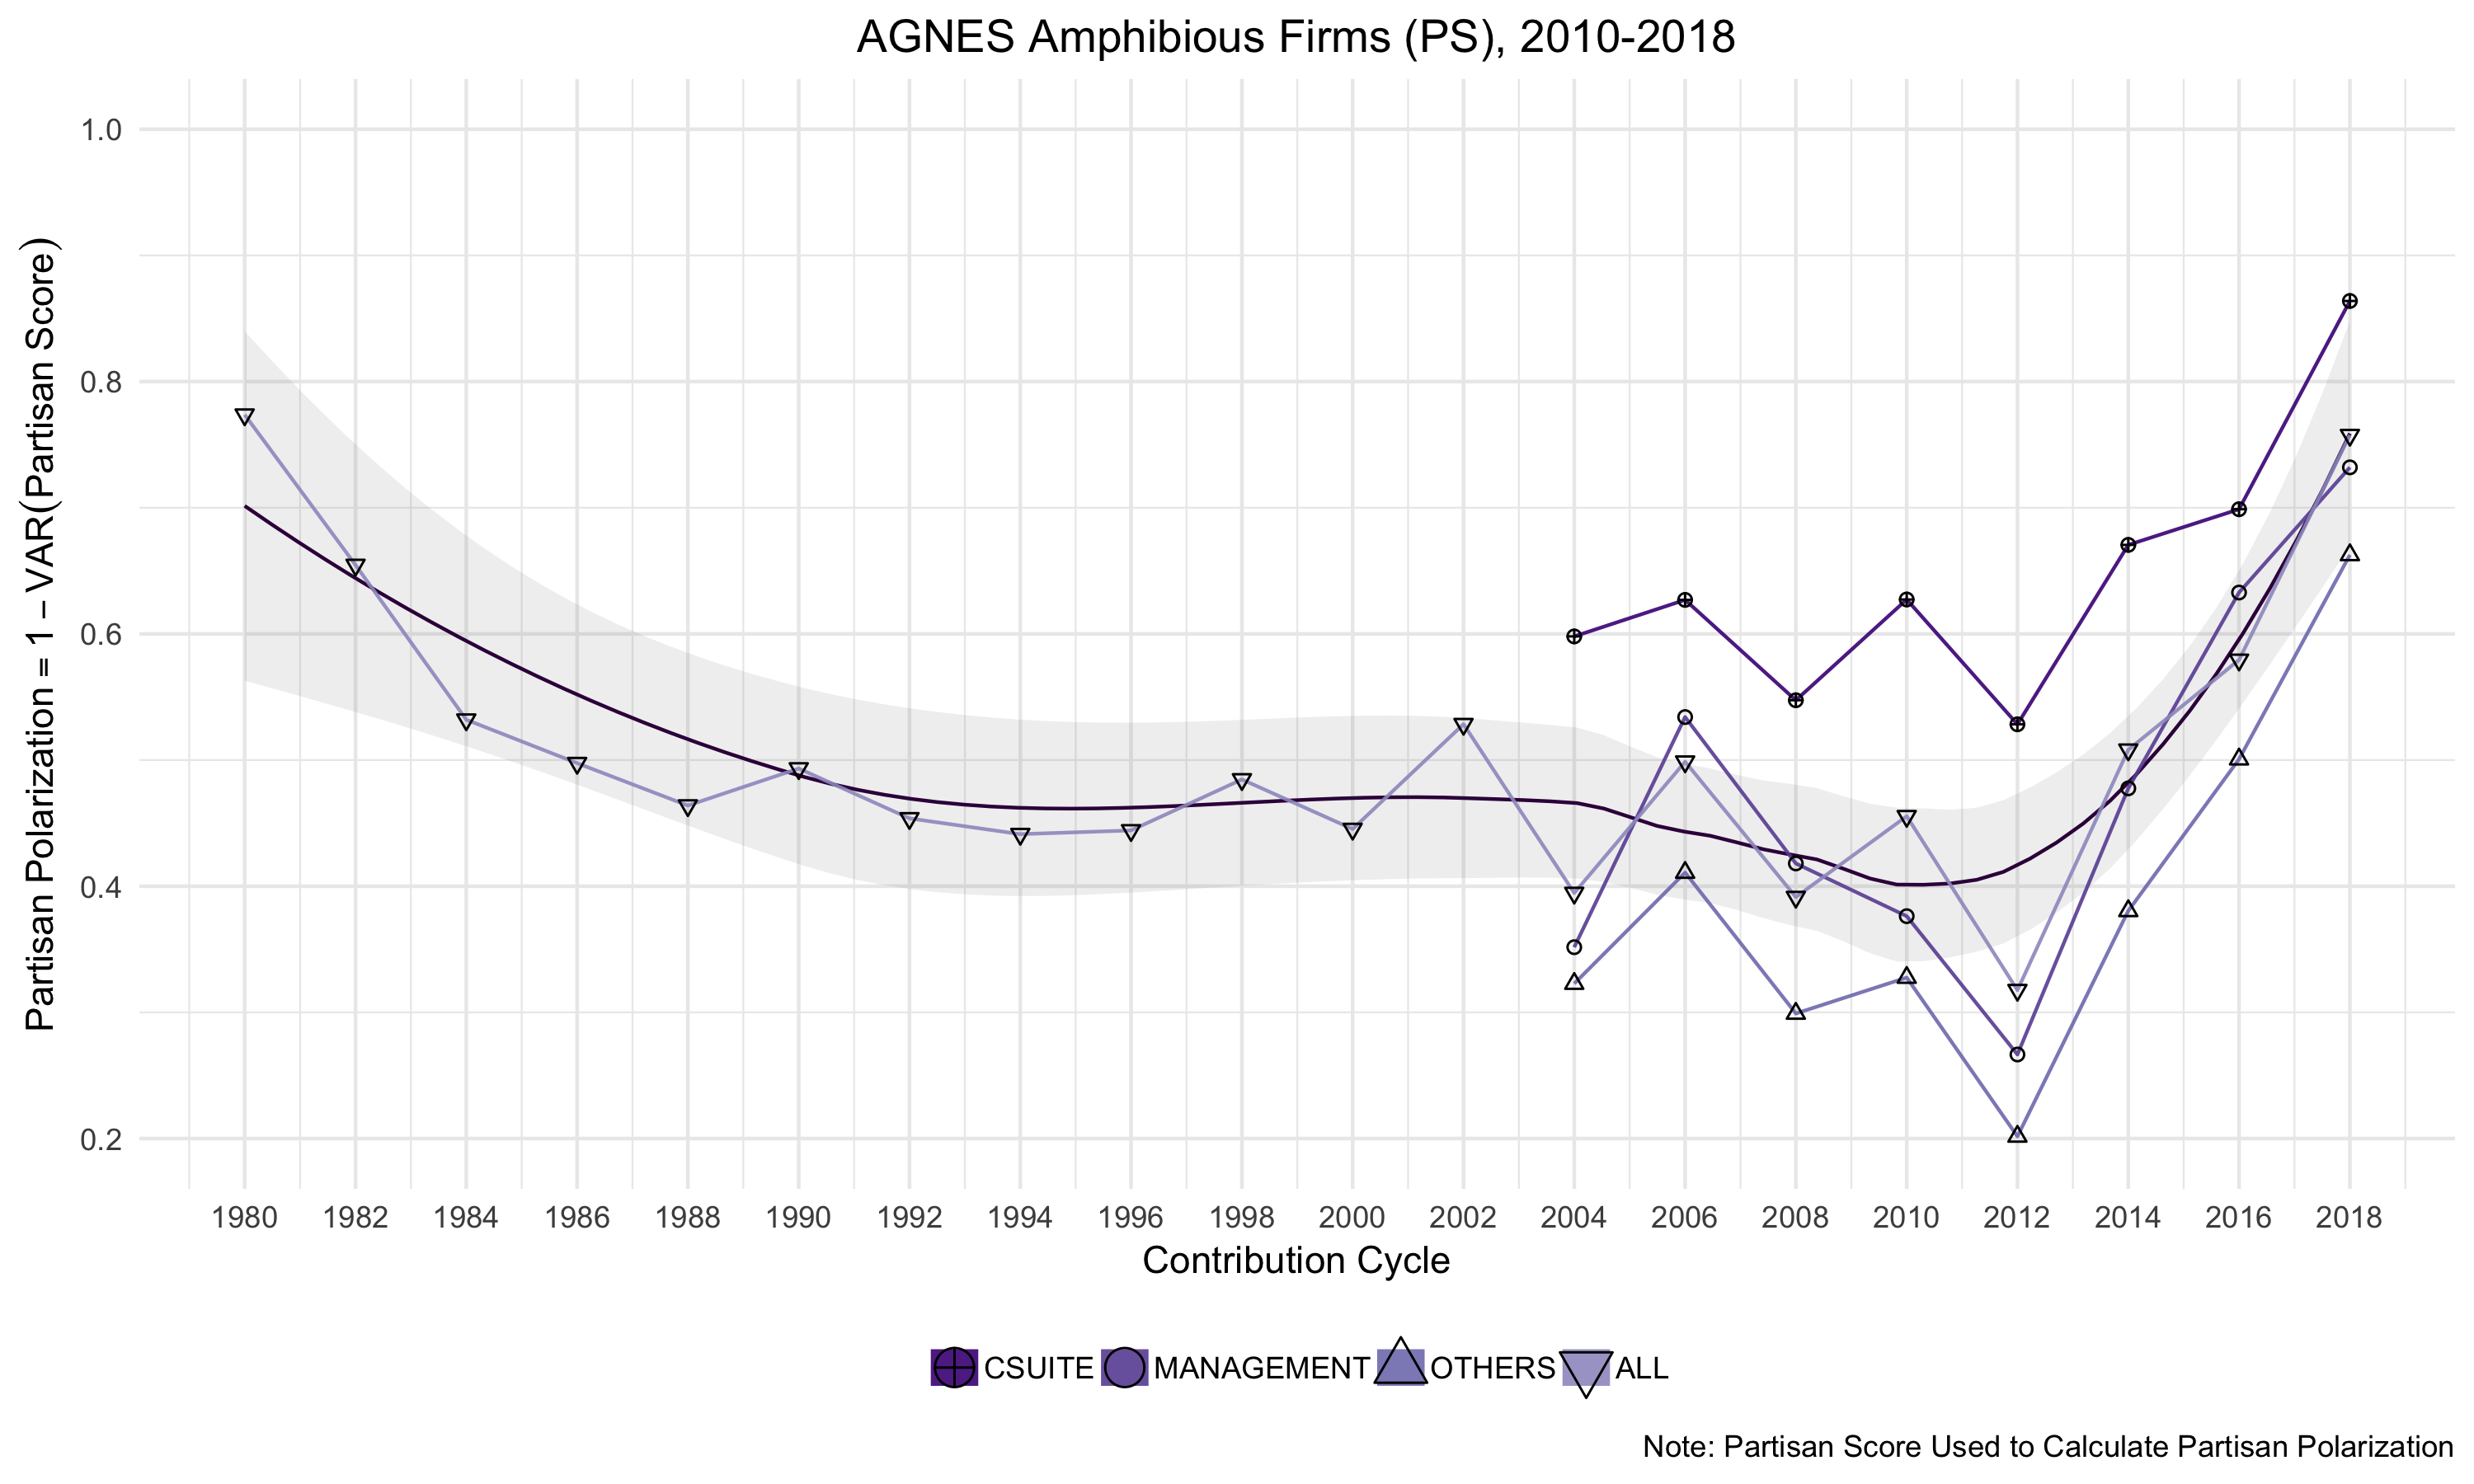 AGNES Amphibious Firms (PS), 2010-2018
Partisan Polarization = 1 – VAR(Partisan Score)
1.0
0.8
0.6
0.4
0.2
1980 1982 1984 1986 1988 1990 1992 1994 1996 1998 2000 2002 2004 2006 2008 2010 2012 2014 2016 2018
Contribution Cycle
CSUITE MANAGEMENT OTHERS ALL
Note: Partisan Score Used to Calculate Partisan Polarization